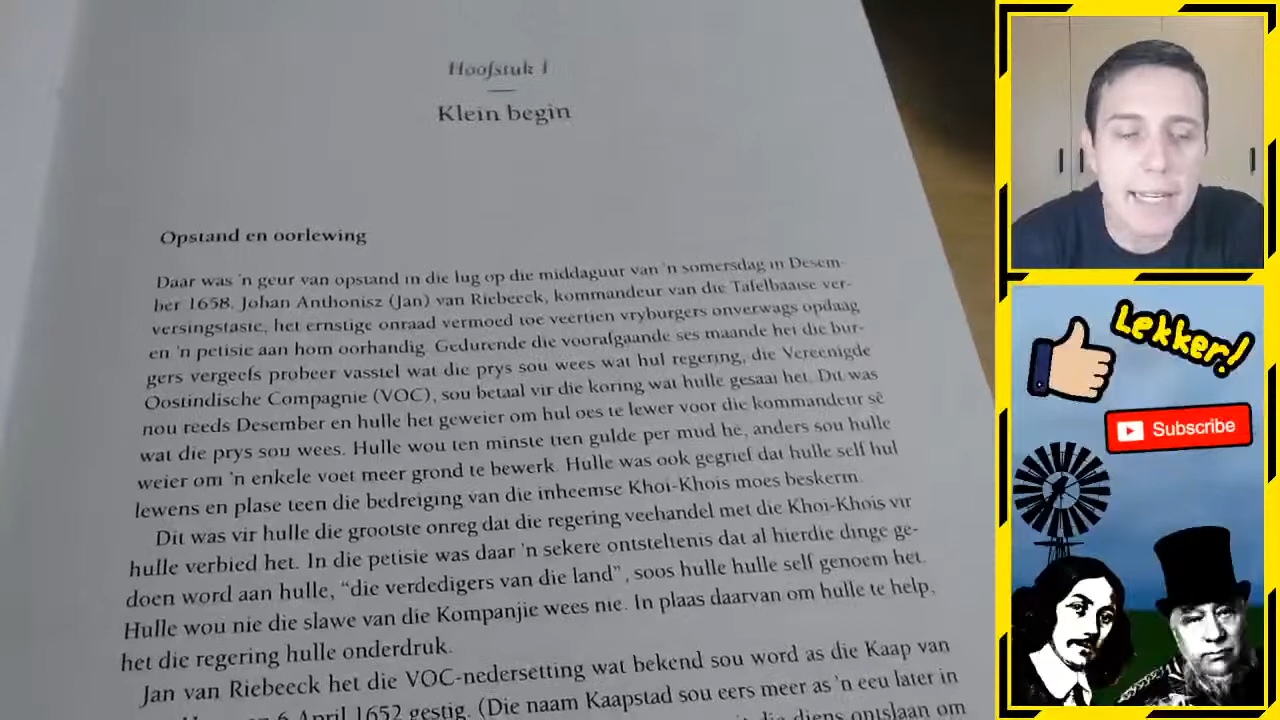 Hoofstuk 1
Klein begin
Opstand en oorlewing
Daar was 'n geur van opstand in die lug op die middaguur van 'n somersdag in Desem-
ber 1658. Johan Anthonisz (Jan) van Riebeeck, kommandeur van die Tafelbaaise ver-
versingstasie, het ernstige onraad vermoed toe veertien vryburgers onverwags opdaag
en 'n petisie aan hom oorhandig. Gedurende die voorafgaande ses maande het die bur-
gers vergeefs probeer vasstel wat die prys sou wees wat hul regering, die Vereenigde
Oostindische Compagnie (VOC), sou betaal vir die koring wat hulle gesaai het. Dit was
nou reeds Desember en hulle het geweier om hul oes te lewer voor die kommandeur sê
wat die prys sou wees. Hulle wou ten minste tien gulde per mud hê, anders sou hulle
weier om 'n enkele voet meer grond te bewerk. Hulle was ook gegrief dat hulle self hul
lewens en plase teen die bedreiging van die inheemse Khoi-Khois moes beskerm.
Dit was vir hulle die grootste onreg dat die regering veehandel met die Khoi-Khois vir
hulle verbied het. In die petisie was daar 'n sekere ontsteltenis dat al hierdie dinge ge-
doen word aan hulle, “die verdedigers van die land”, soos hulle hulle self genoem het.
Hulle wou nie die slawe van die Kompanjie wees nie. In plaas daarvan om hulle te help,
het die regering hulle onderdruk.
Jan van Riebeeck het die VOC-nedersetting wat bekend sou word as die Kaap van
6 April 1652 gestig. (Die naam Kaapstad sou eers meer as 'n eeu later in
die diens ontslaan om
Lekker!
Subscribe